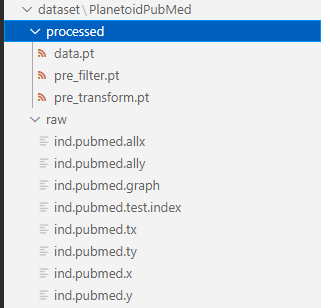 dataset\PlanetoidPubMed
processed
data.pt
pre_filter.pt
pre_transform.pt
raw
ind.pubmed.allx
ind.pubmed.ally
ind.pubmed.graph
ind.pubmed.test.index
ind.pubmed.tx
ind.pubmed.ty
ind.pubmed.x
ind.pubmed.y